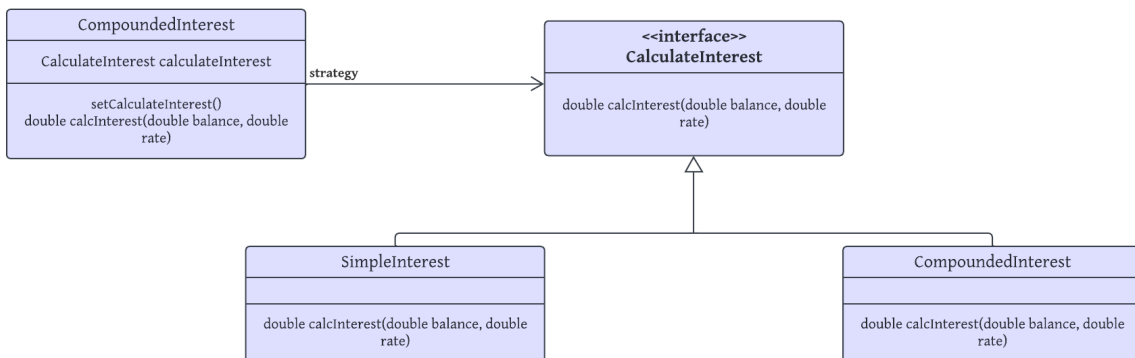 CompoundedInterest
CalculateInterest calculateInterest
setCalculateInterest()
double calcInterest(double balance, double
rate)
strategy
<<interface>>
CalculateInterest
double calcInterest(double balance, double
rate)
SimpleInterest
double calcInterest(double balance, double
rate)
CompoundedInterest
double calcInterest(double balance, double
rate)